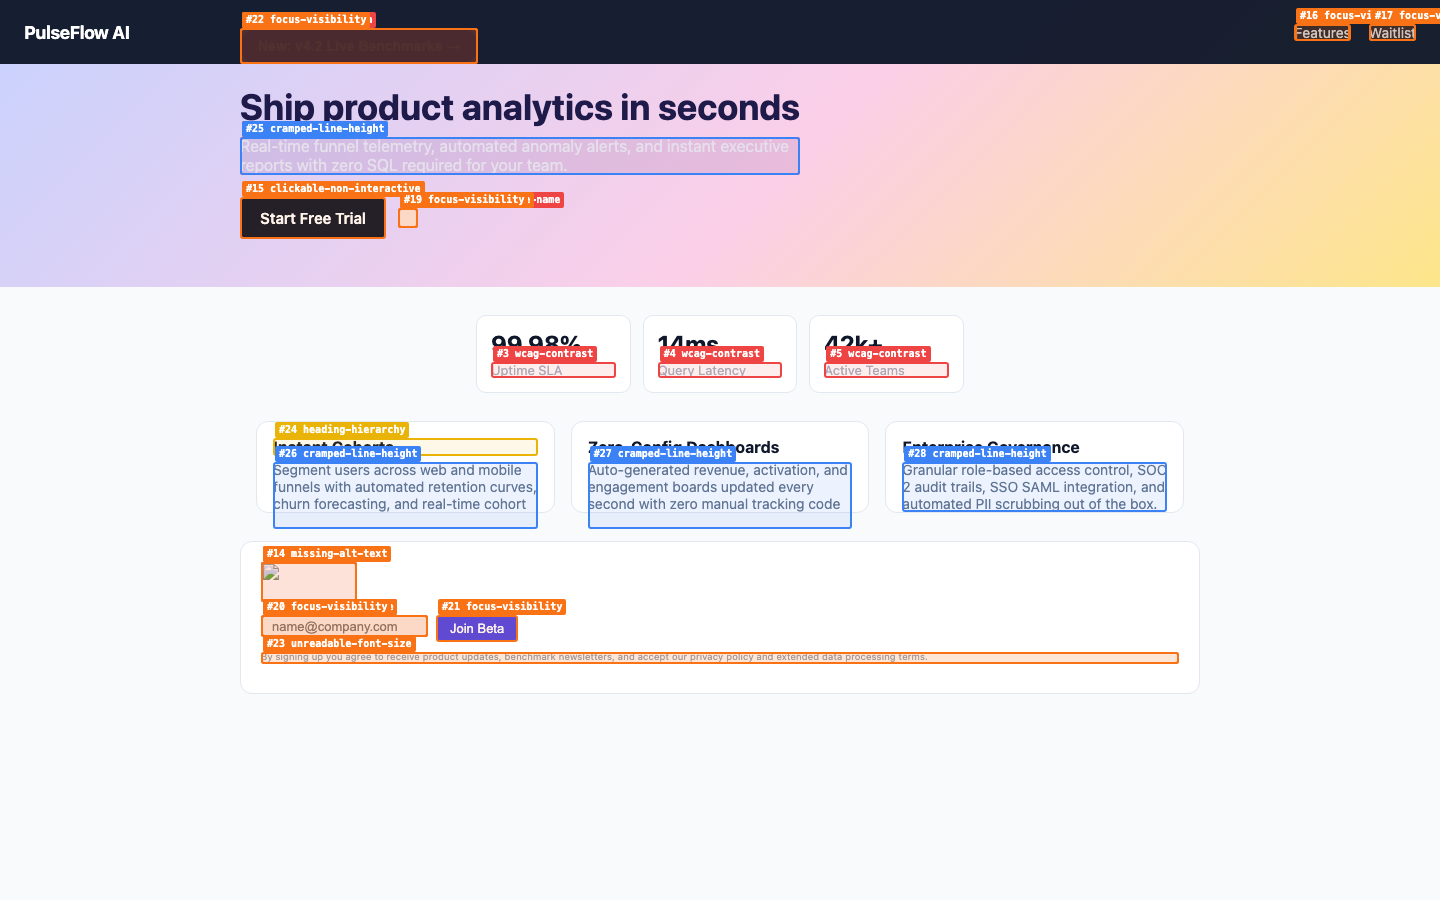 PulseFlow AI
#22 focus-visibility
New! v4.2 Live Benchmarks →
#16 focus-vi
#17 focus-v
Features
Waitlist
Ship product analytics in seconds
#25 cramped-line-height
Real-time funnel telemetry, automated anomaly alerts, and instant executive
reports with zero SQL required for your team.
#15 clickable-non-interactive
#19 focus-visibility
-name
Start Free Trial
99.98%
14ms
42k+
#3 wcag-contrast
#4 wcag-contrast
#5 wcag-contrast
Uptime SLA
Query Latency
Active Teams
#24 heading-hierarchy
Instant Cohorts
Zero-Config Dashboards
Enterprise Governance
#26 cramped-line-height
#27 cramped-line-height
#28 cramped-line-height
Segment users across web and mobile
funnels with automated retention curves,
churn forecasting, and real-time cohort
Auto-generated revenue, activation, and
engagement boards updated every
second with zero manual tracking code
Granular role-based access control, SOC
2 audit trails, SSO SAML integration, and
automated PII scrubbing out of the box.
#14 missing-alt-text
#20 focus-visibility
#21 focus-visibility
name@company.com
Join Beta
#23 unreadable-font-size
By signing up you agree to receive product updates, benchmark newsletters, and accept our privacy policy and extended data processing terms.